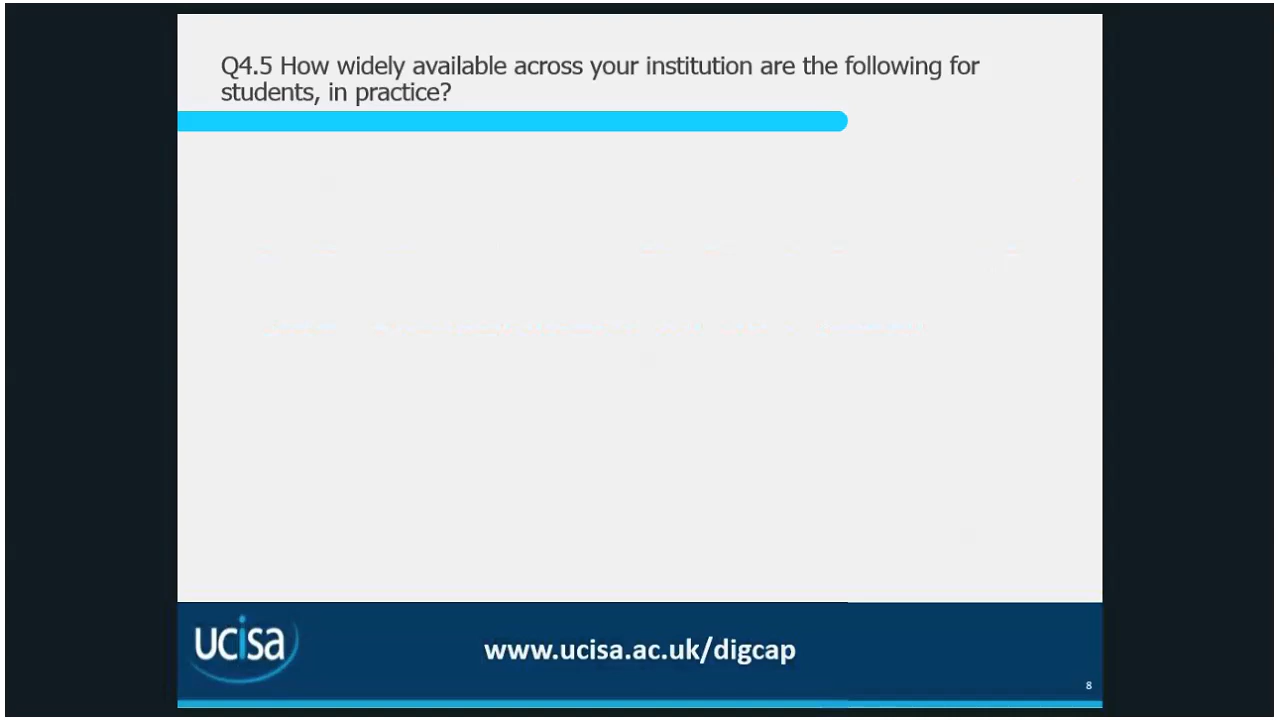 Q4.5 How widely available across your institution are the following for
students, in practice?
ucisa
www.ucisa.ac.uk/digcap
8